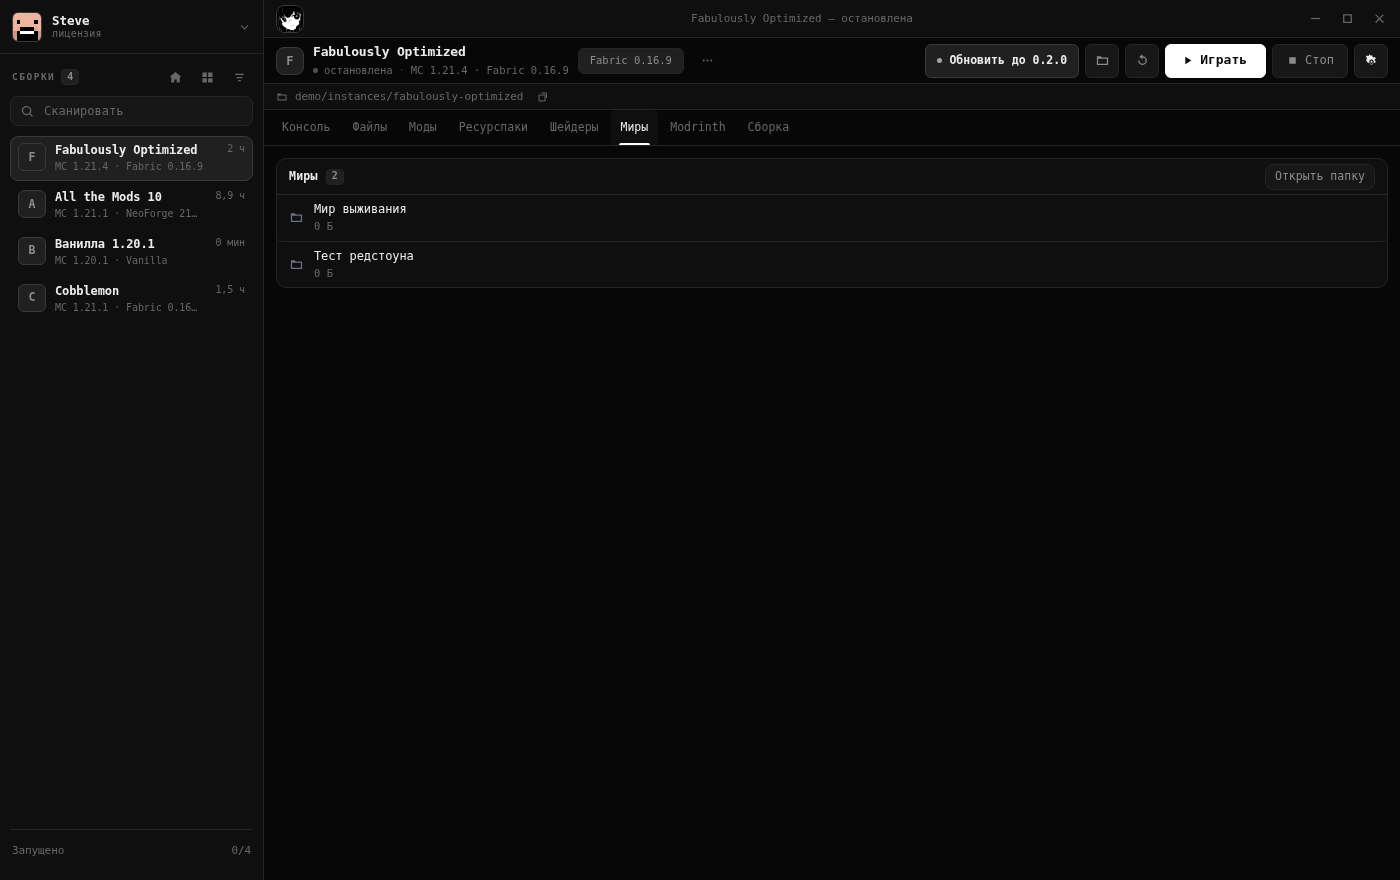 Steve
лицензия
СБОРКИ 4
Сканировать
F Fabulously Optimized 2 ч
MC 1.21.4 · Fabric 0.16.9
A All the Mods 10 8,9 ч
MC 1.21.1 · NeoForge 21…
В Ванилла 1.20.1 0 мин
MC 1.20.1 · Vanilla
C Cobblemon 1,5 ч
MC 1.21.1 · Fabric 0.16…
Запущено 0/4
Fabulously Optimized — остановлена
F Fabulously Optimized
остановлена · MC 1.21.4 · Fabric 0.16.9
Fabric 0.16.9
Обновить до 0.2.0
Играть
Стоп
demo/instances/fabulously-optimized
Консоль Файлы Моды Ресурспаки Шейдеры Миры Modrinth Сборка
Миры 2 Открыть папку
Мир выживания
0 Б
Тест редстоуна
0 Б